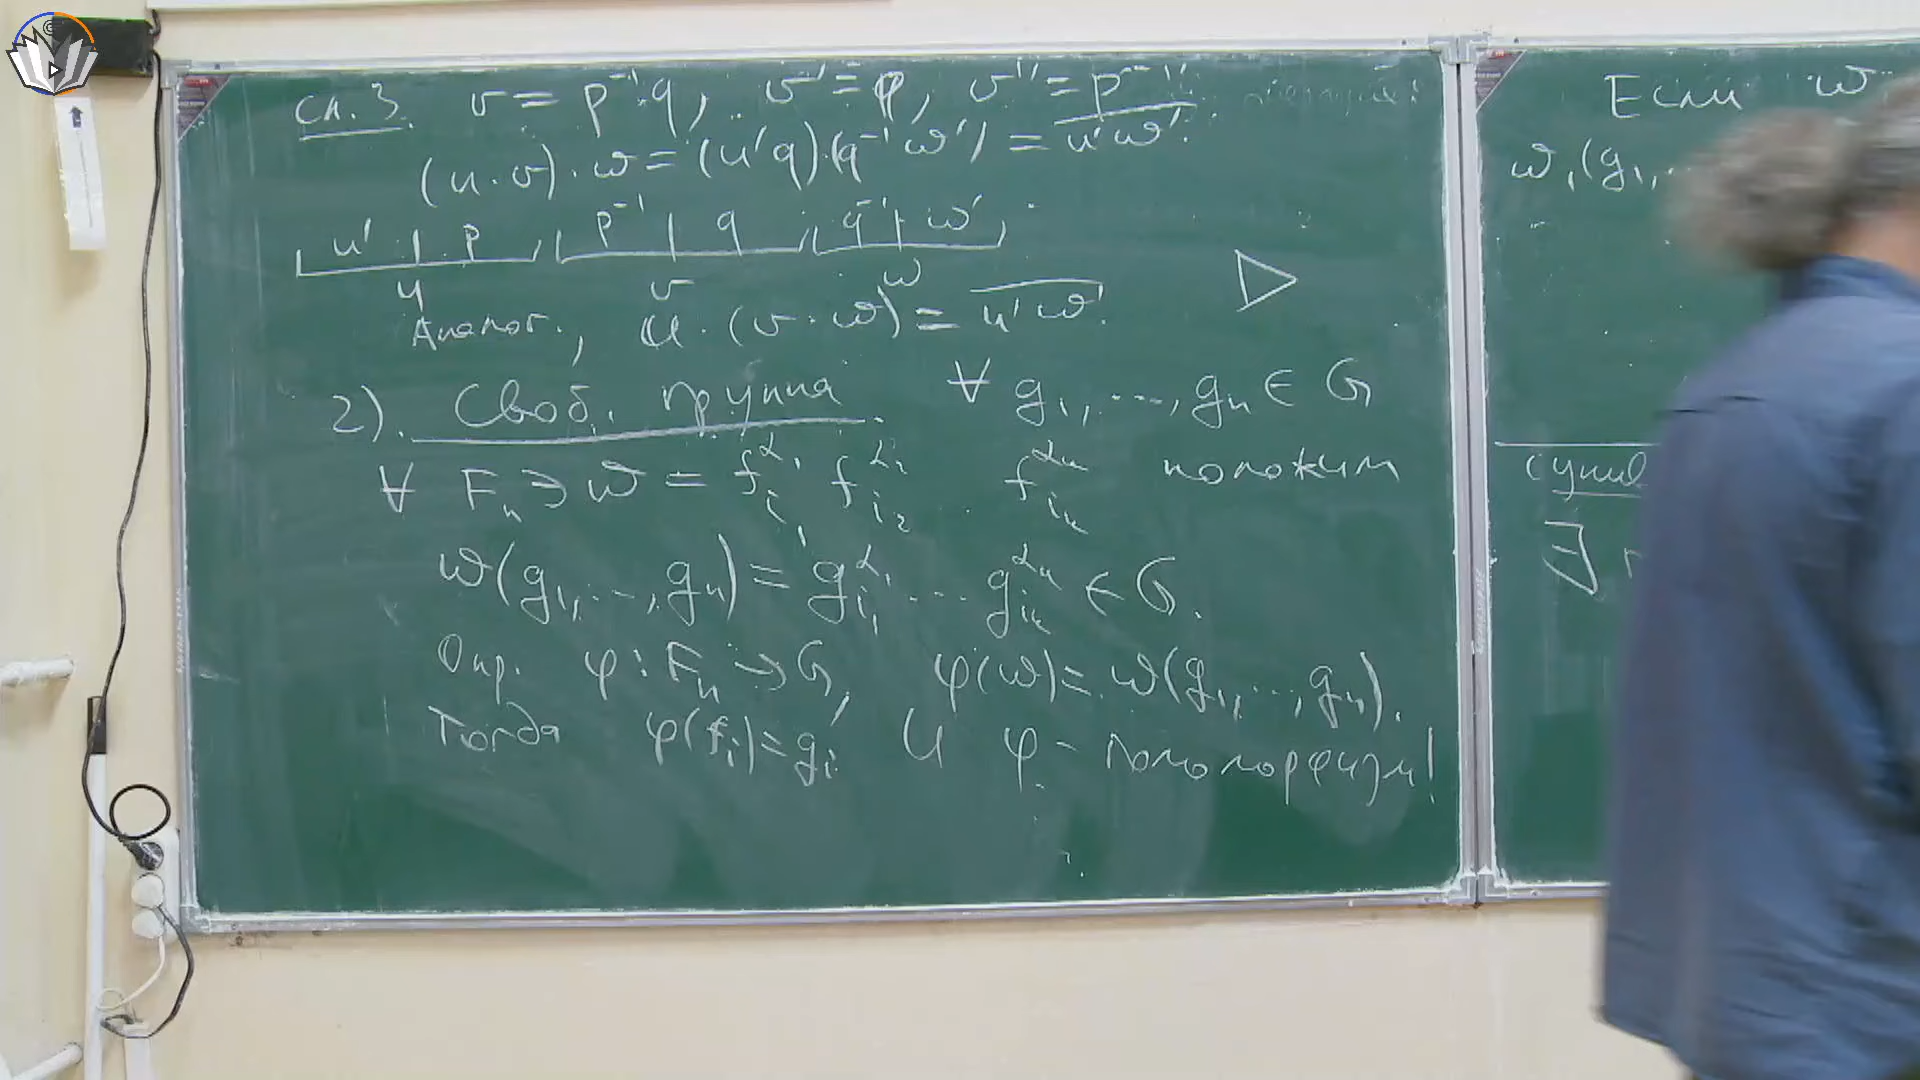 сл. 3. v = p⁻¹q, v' = p, v'' = p⁻¹
(u·v)·w = (u'q)·(q⁻¹w') = u'w'.
u' p p⁻¹ q q⁻¹ w'
u v w
Аналог., u·(v·w) = u'w'.
2). Своб. группа ∀ g₁, ..., gₙ ∈ G
∀ Fₙ ∋ w = f_{i₁}^{α₁} f_{i₂}^{α₂} ... f_{iₖ}^{αₖ} положим
w(g₁, ..., gₙ) = g_{i₁}^{α₁} ... g_{iₖ}^{αₖ} ∈ G.
Опр. φ: Fₙ → G, φ(w) = w(g₁, ..., gₙ).
Тогда φ(fᵢ) = gᵢ и φ – гомоморфизм!
Если w
w₁(g₁,
∃